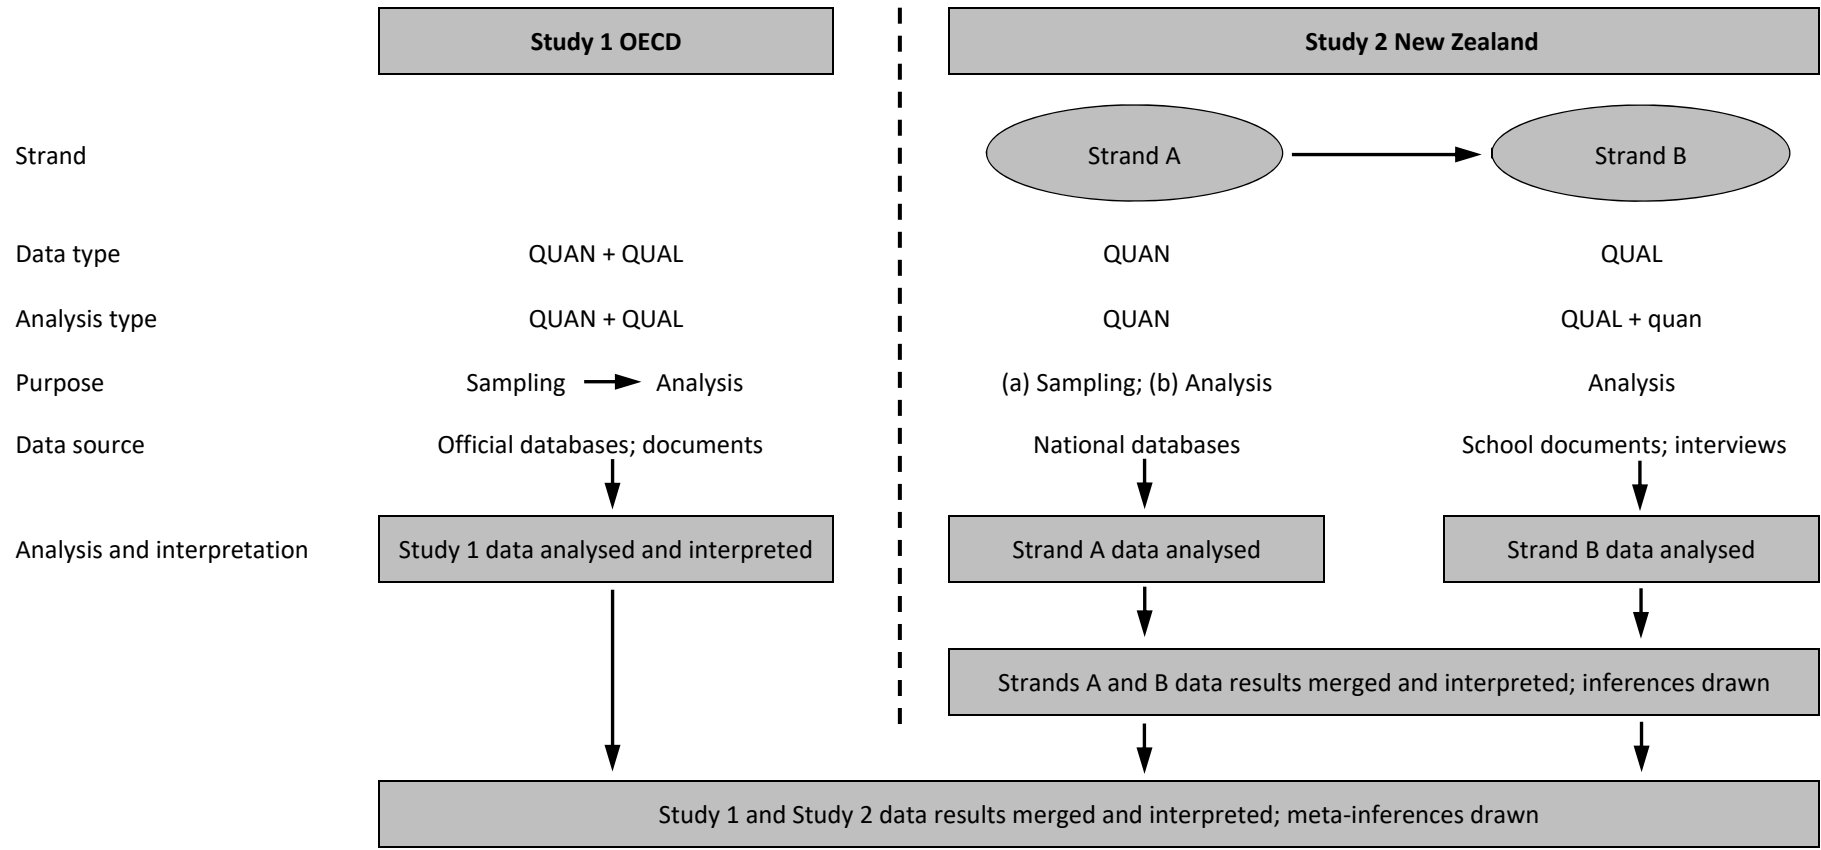 Study 1 OECD
Study 2 New Zealand
Strand
Strand A
Strand B
Data type
QUAN + QUAL
QUAN
QUAL
Analysis type
QUAN + QUAL
QUAN
QUAL + quan
Purpose
Sampling
Analysis
(a) Sampling; (b) Analysis
Analysis
Data source
Official databases; documents
National databases
School documents; interviews
Analysis and interpretation
Study 1 data analysed and interpreted
Strand A data analysed
Strand B data analysed
Strands A and B data results merged and interpreted; inferences drawn
Study 1 and Study 2 data results merged and interpreted; meta-inferences drawn